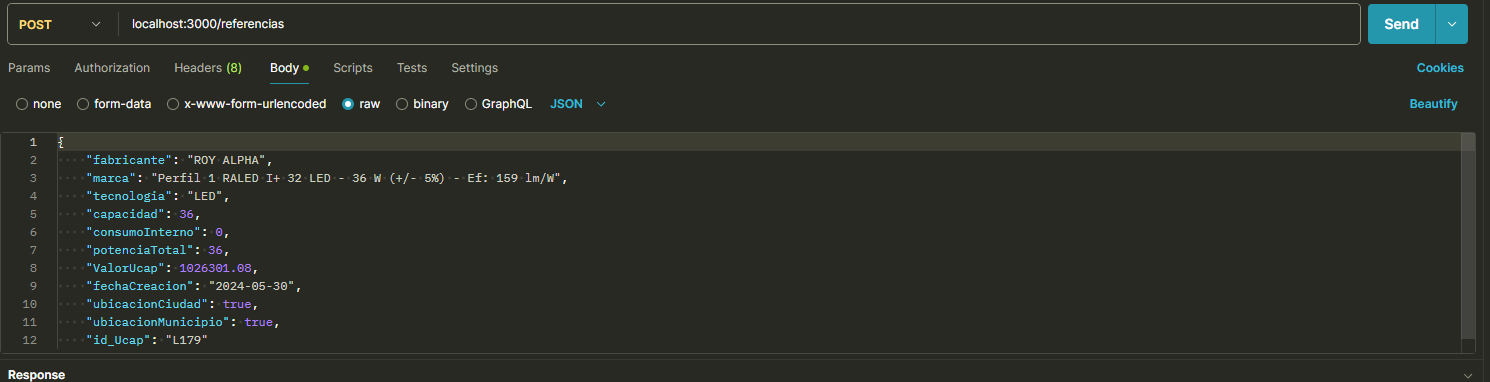 POST localhost:3000/referencias Send
Params Authorization Headers (8) Body Scripts Tests Settings Cookies
none form-data x-www-form-urlencoded raw binary GraphQL JSON Beautify
1 {
2 "fabricante": "ROY ALPHA",
3 "marca": "Perfil 1 RALED I+ 32 LED - 36 W (+/- 5%) - Ef: 159 lm/W",
4 "tecnologia": "LED",
5 "capacidad": 36,
6 "consumoInterno": 0,
7 "potenciaTotal": 36,
8 "ValorUcap": 1026301.08,
9 "fechaCreacion": "2024-05-30",
10 "ubicacionCiudad": true,
11 "ubicacionMunicipio": true,
12 "id_Ucap": "L179"
Response